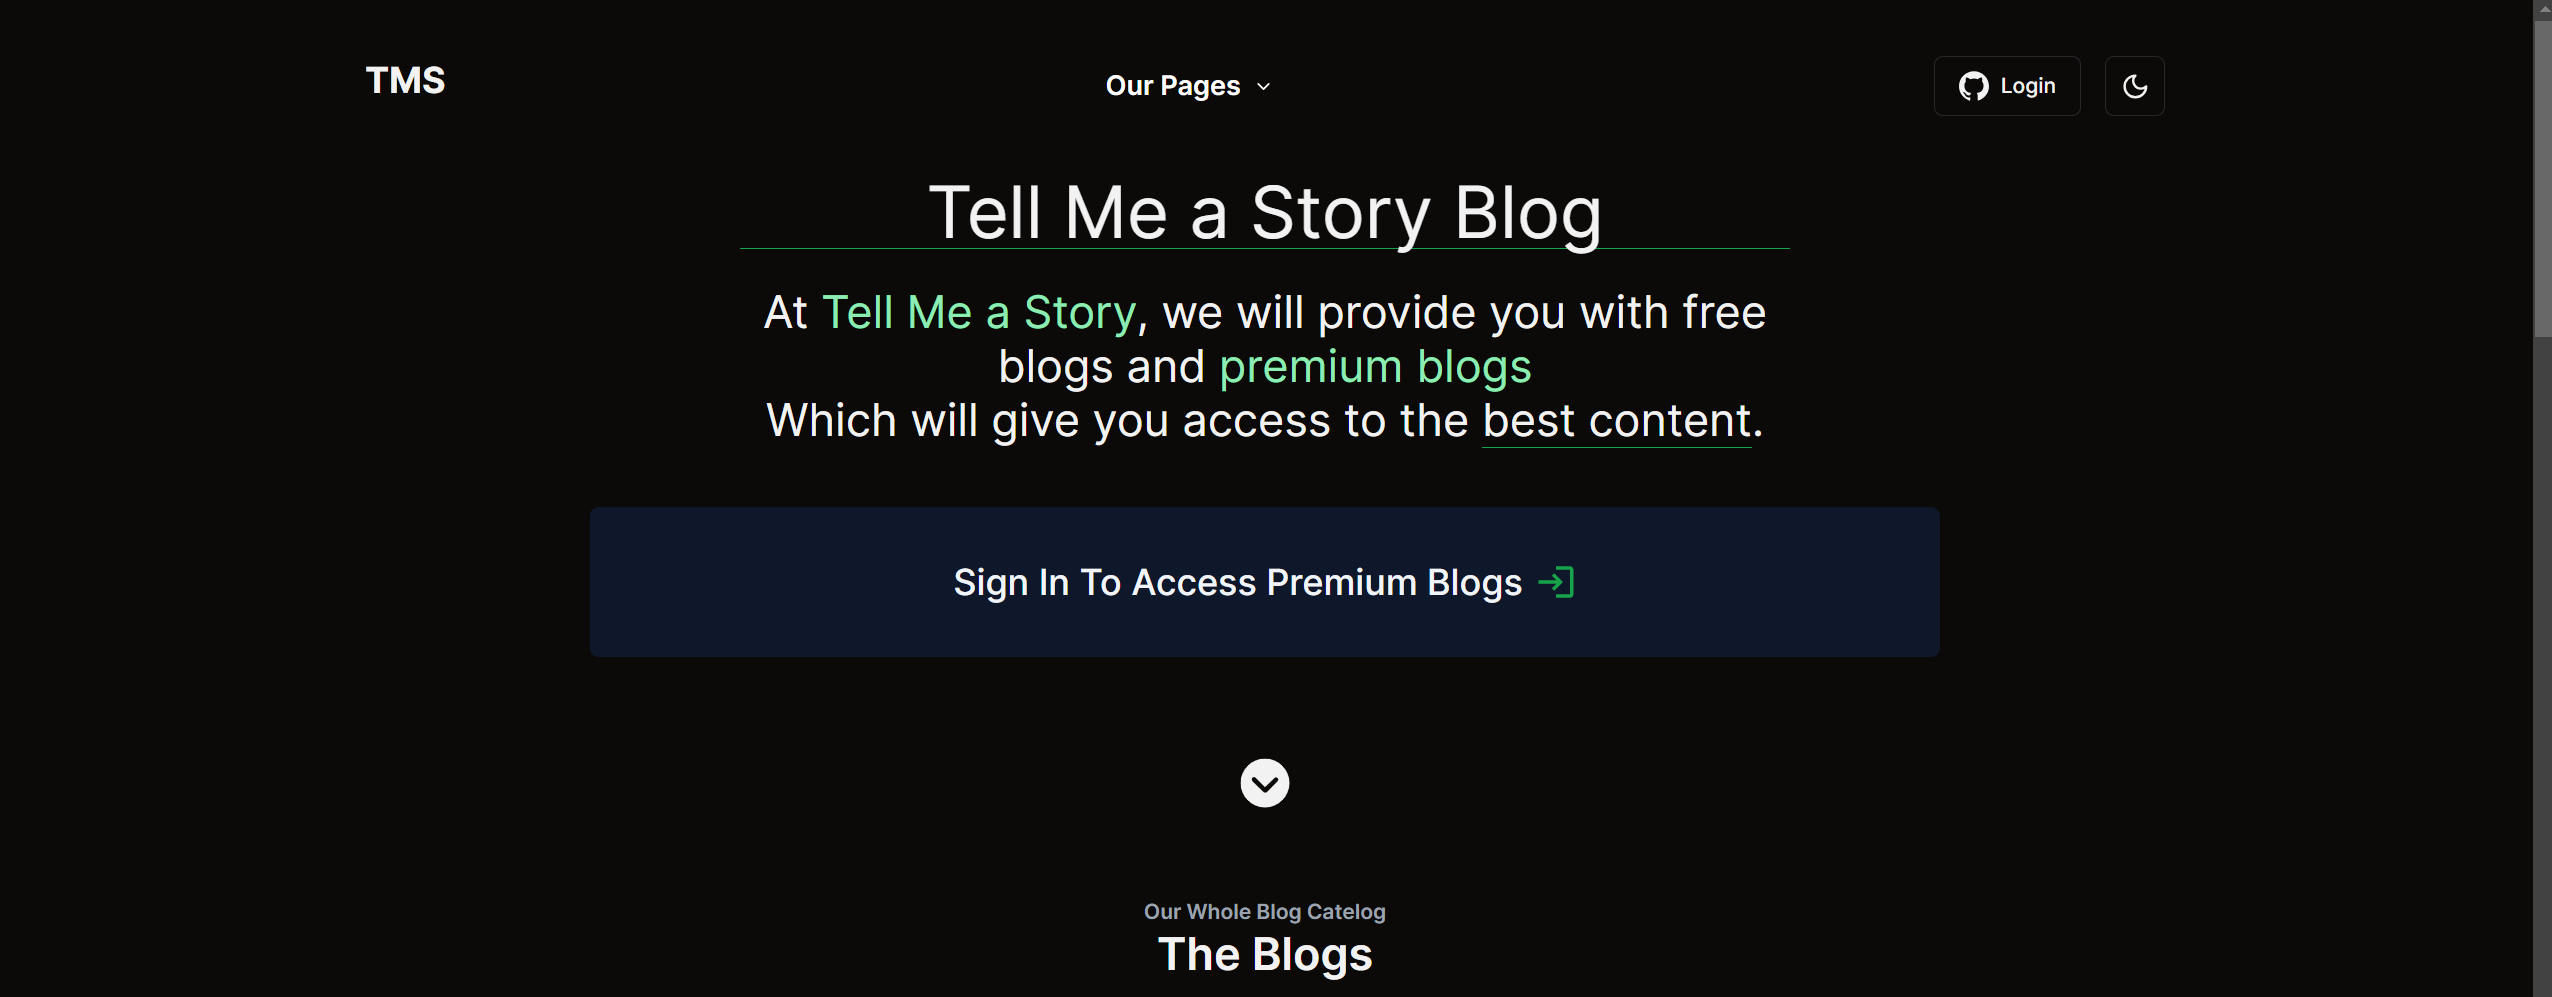 TMS
Our Pages
Login
Tell Me a Story Blog
At Tell Me a Story, we will provide you with free
blogs and premium blogs
Which will give you access to the best content.
Sign In To Access Premium Blogs
Our Whole Blog Catelog
The Blogs